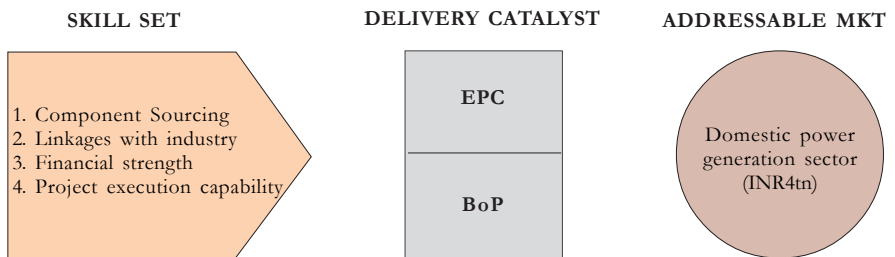 SKILL SET
1. Component Sourcing
2. Linkages with industry
3. Financial strength
4. Project execution capability
DELIVERY CATALYST
EPC
BoP
ADDRESSABLE MKT
Domestic power
generation sector
(INR4tn)